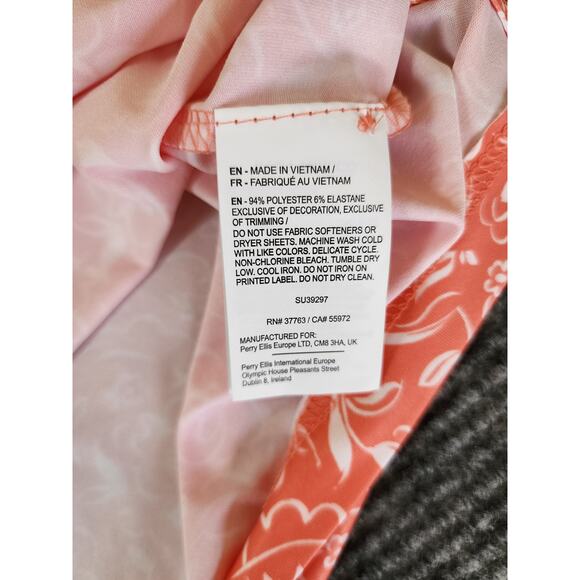 EN - MADE IN VIETNAM /
FR - FABRIQUÉ AU VIETNAM
EN - 94% POLYESTER 6% ELASTANE
EXCLUSIVE OF DECORATION, EXCLUSIVE
OF TRIMMING /
DO NOT USE FABRIC SOFTENERS OR
DRYER SHEETS. MACHINE WASH COLD
WITH LIKE COLORS. DELICATE CYCLE.
NON-CHLORINE BLEACH. TUMBLE DRY
LOW. COOL IRON. DO NOT IRON ON
PRINTED LABEL. DO NOT DRY CLEAN.
SU39297
RN# 37763 / CA# 55972
MANUFACTURED FOR:
Perry Ellis Europe LTD, CM8 3HA, UK
Perry Ellis International Europe
Olympic House Pleasants Street
Dublin 8, Ireland